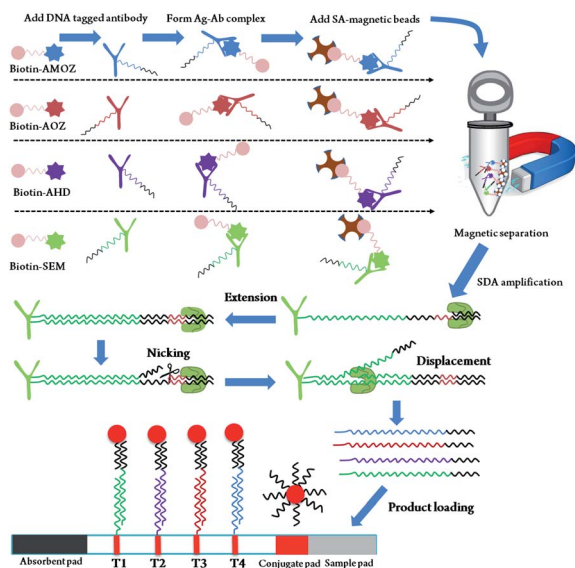 Add DNA tagged antibody
Form Ag-Ab complex
Add SA-magnetic beads
Biotin-AMOZ
Biotin-AOZ
Biotin-AHD
Biotin-SEM
Magnetic separation
SDA amplification
Extension
Nicking
Displacement
Product loading
Absorbent pad
T1
T2
T3
T4
Conjugate pad
Sample pad